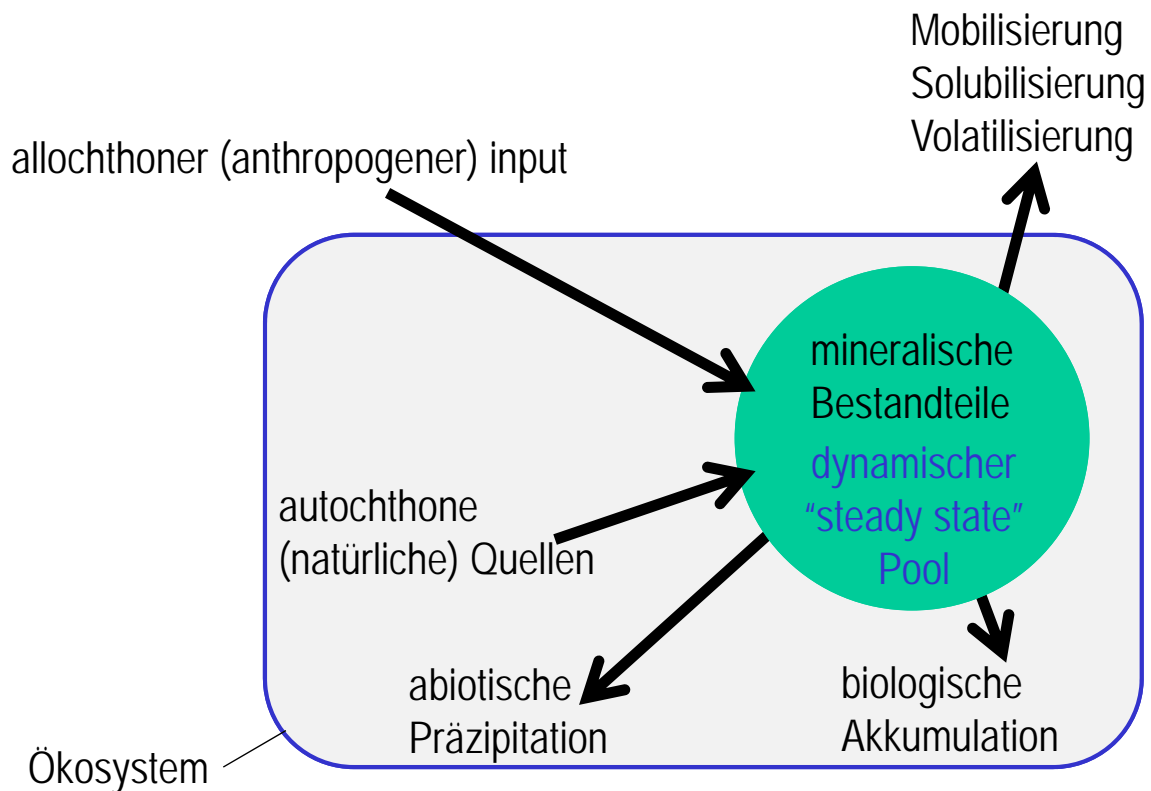 Mobilisierung
Solubilisierung
Volatilisierung
allochthoner (anthropogener) input
mineralische
Bestandteile
dynamischer
“steady state”
Pool
autochthone
(natürliche) Quellen
abiotische
Präzipitation
biologische
Akkumulation
Ökosystem